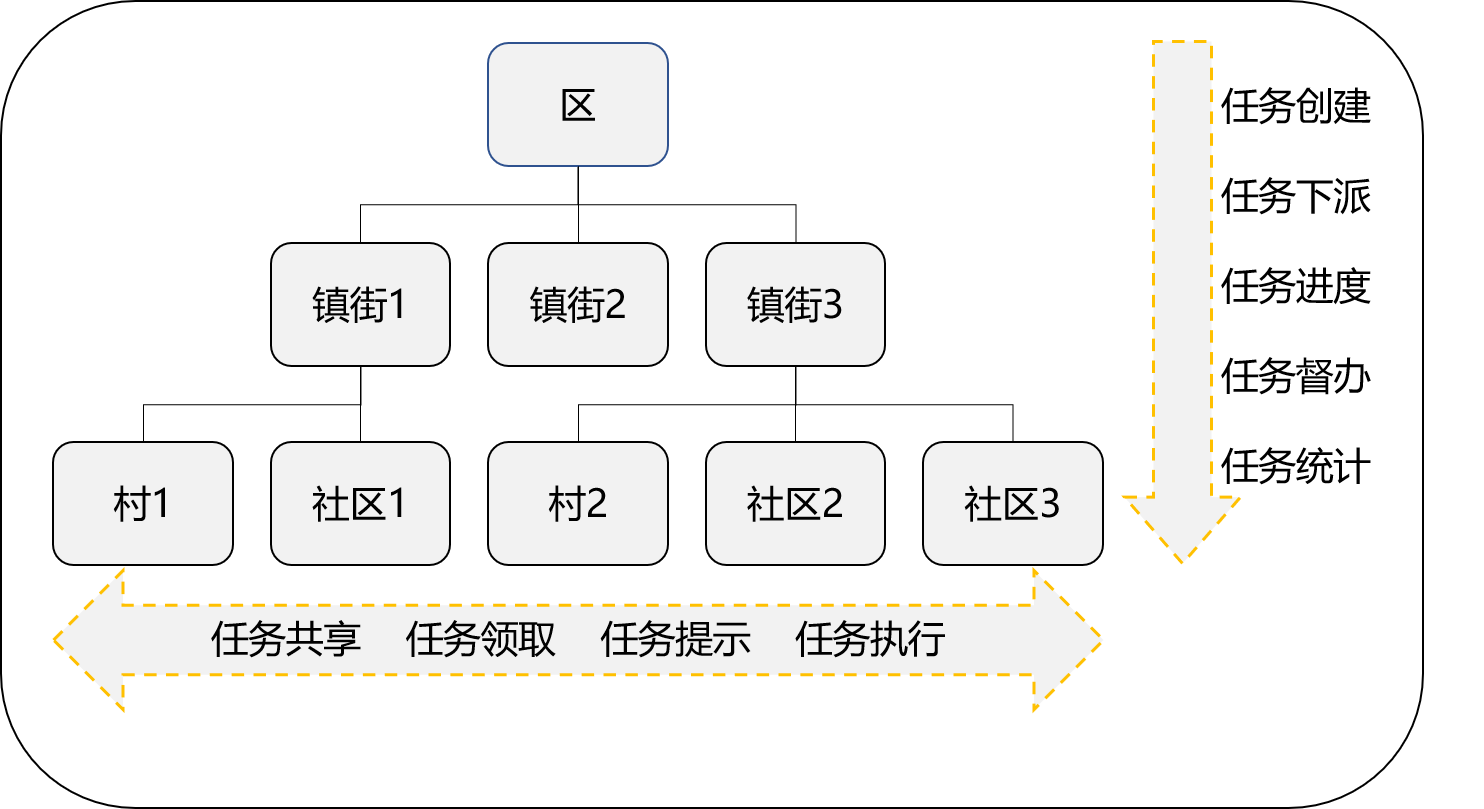 区
镇街1
镇街2
镇街3
村1
社区1
村2
社区2
社区3
任务创建
任务下派
任务进度
任务督办
任务统计
任务共享 任务领取 任务提示 任务执行